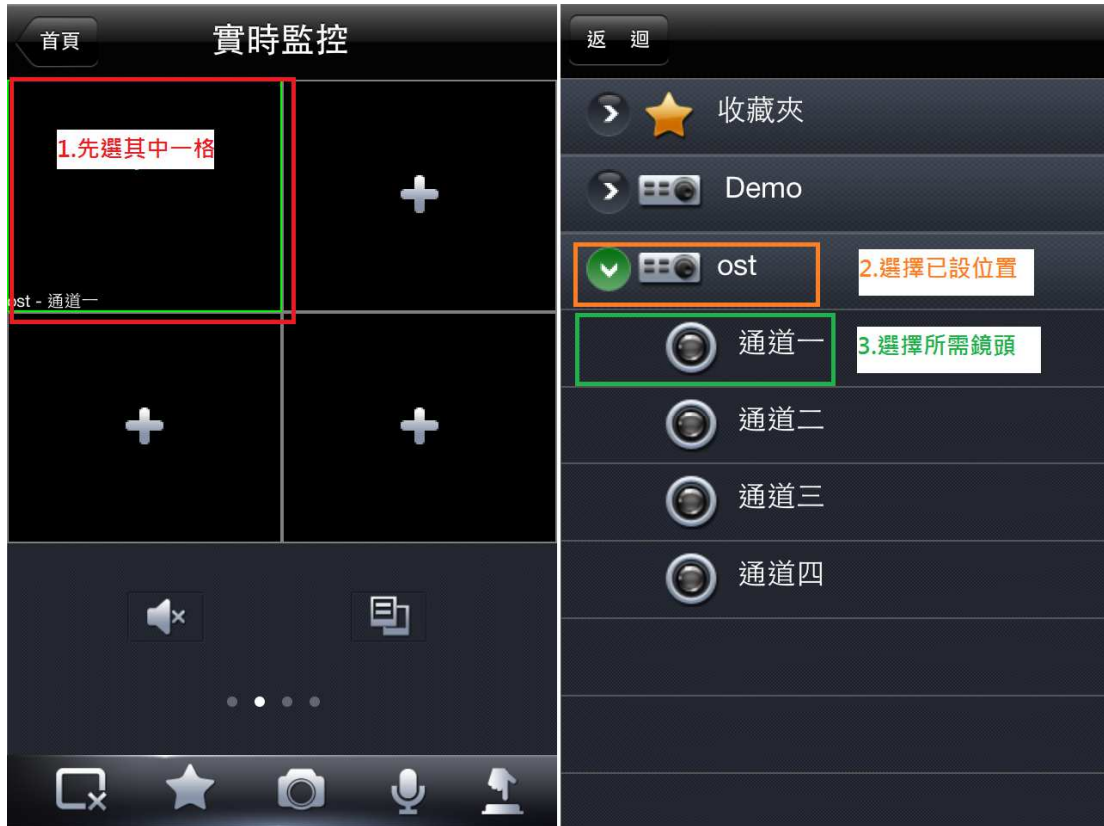 首頁
實時監控
1.先選其中一格
ost - 通道一
返 迴
收藏夾
Demo
ost
2.選擇已設位置
通道一
3.選擇所需鏡頭
通道二
通道三
通道四